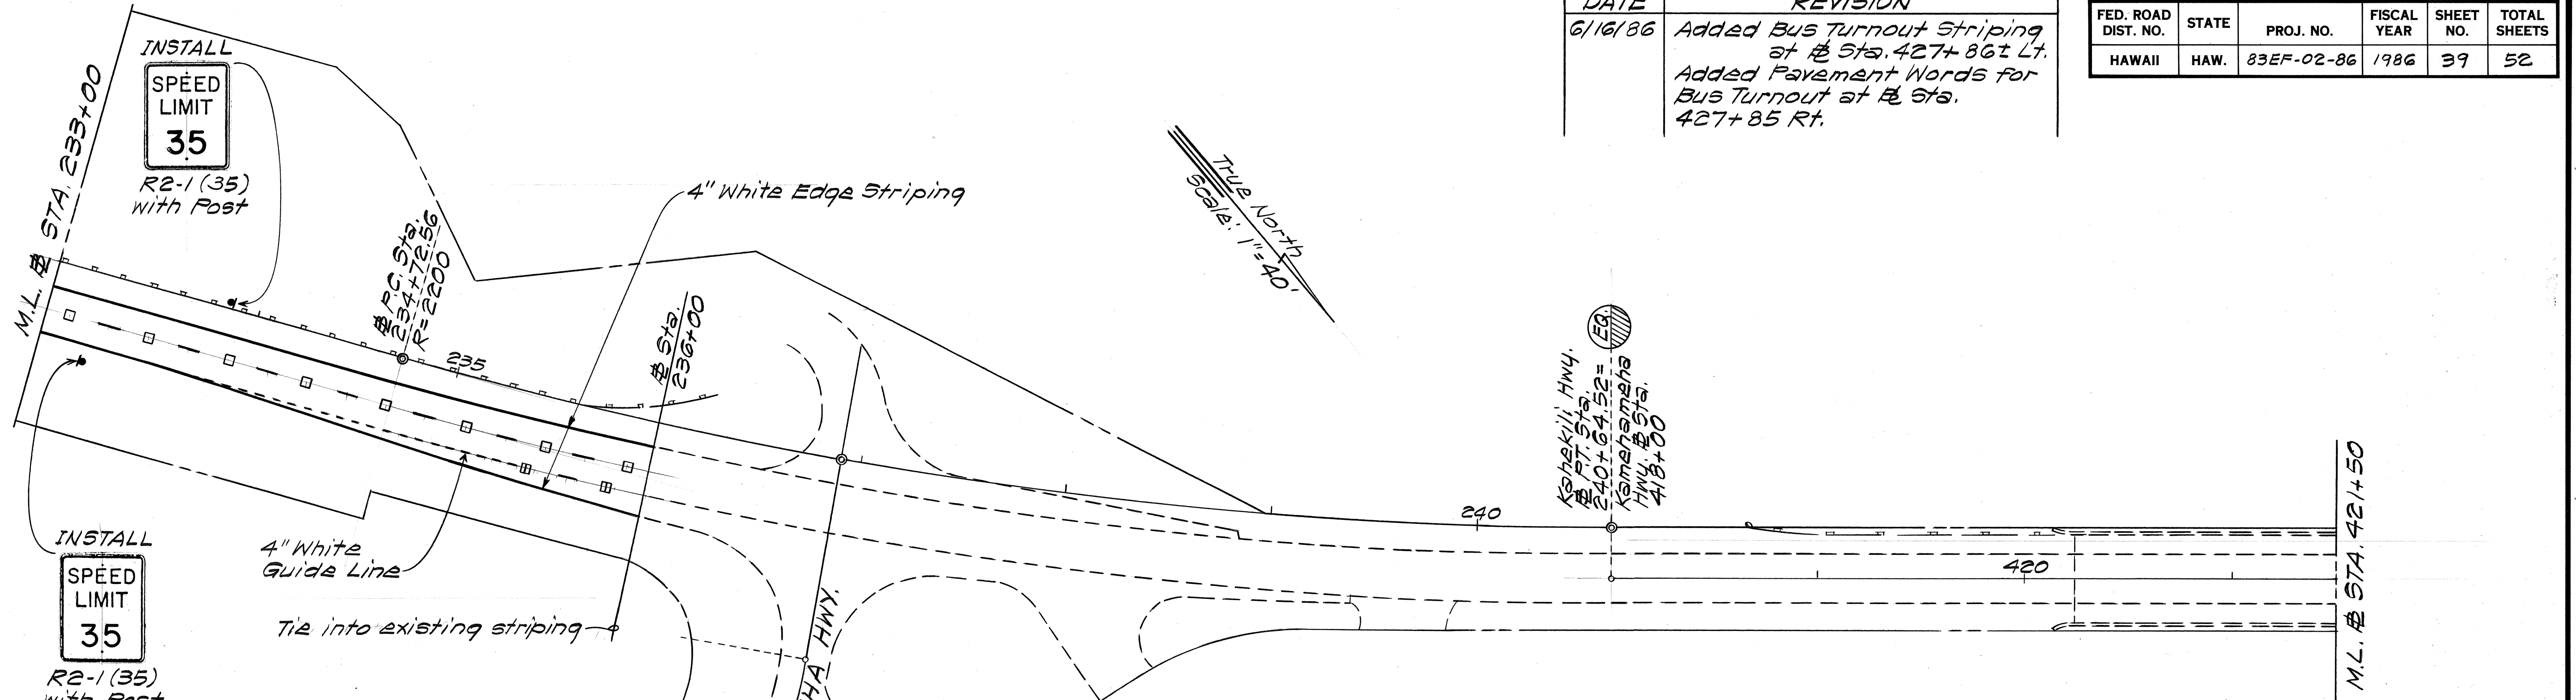 DATE REVISION
6/16/86 Added Bus Turnout Striping
at ℄ Sta. 427+86± Lt.
Added Pavement Words for
Bus Turnout at ℄ Sta.
427+85 Rt.
FED. ROAD DIST. NO. STATE PROJ. NO. FISCAL YEAR SHEET NO. TOTAL SHEETS
HAWAII HAW. 83EF-02-86 1986 39 52
INSTALL
SPEED
LIMIT
35
R2-1 (35)
with Post
M.L. ℄ STA. 233+00
℄ P.C. Sta.
234+72.56
R=2200
4" White Edge Striping
True North
Scale: 1"=40'
235
℄ Sta.
236+00
EQ.
Kahekili Hwy.
℄ P.T. Sta.
240+64.52=
Kamehameha
Hwy. ℄ Sta.
418+00
240
420
M.L. ℄ STA. 421+50
INSTALL
SPEED
LIMIT
35
R2-1 (35)
with Post
4" White
Guide Line
Tie into existing striping
HA HWY.